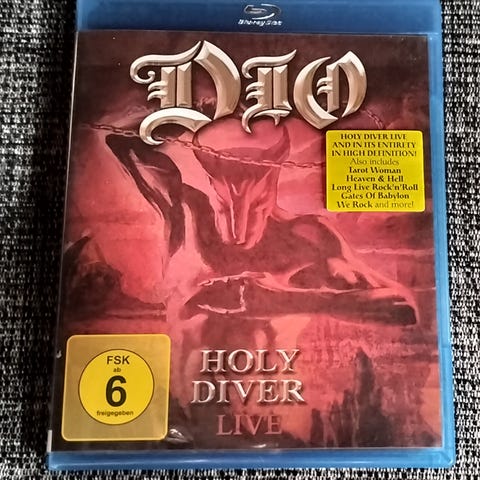 Blu-ray Disc
DIO
HOLY DIVER LIVE
AND IN ITS ENTIRETY
IN HIGH DEFINITION!
Also includes
Tarot Woman
Heaven & Hell
Long Live Rock'n'Roll
Gates Of Babylon
We Rock and more!
HOLY
DIVER
LIVE
FSK
ab
6
freigegeben